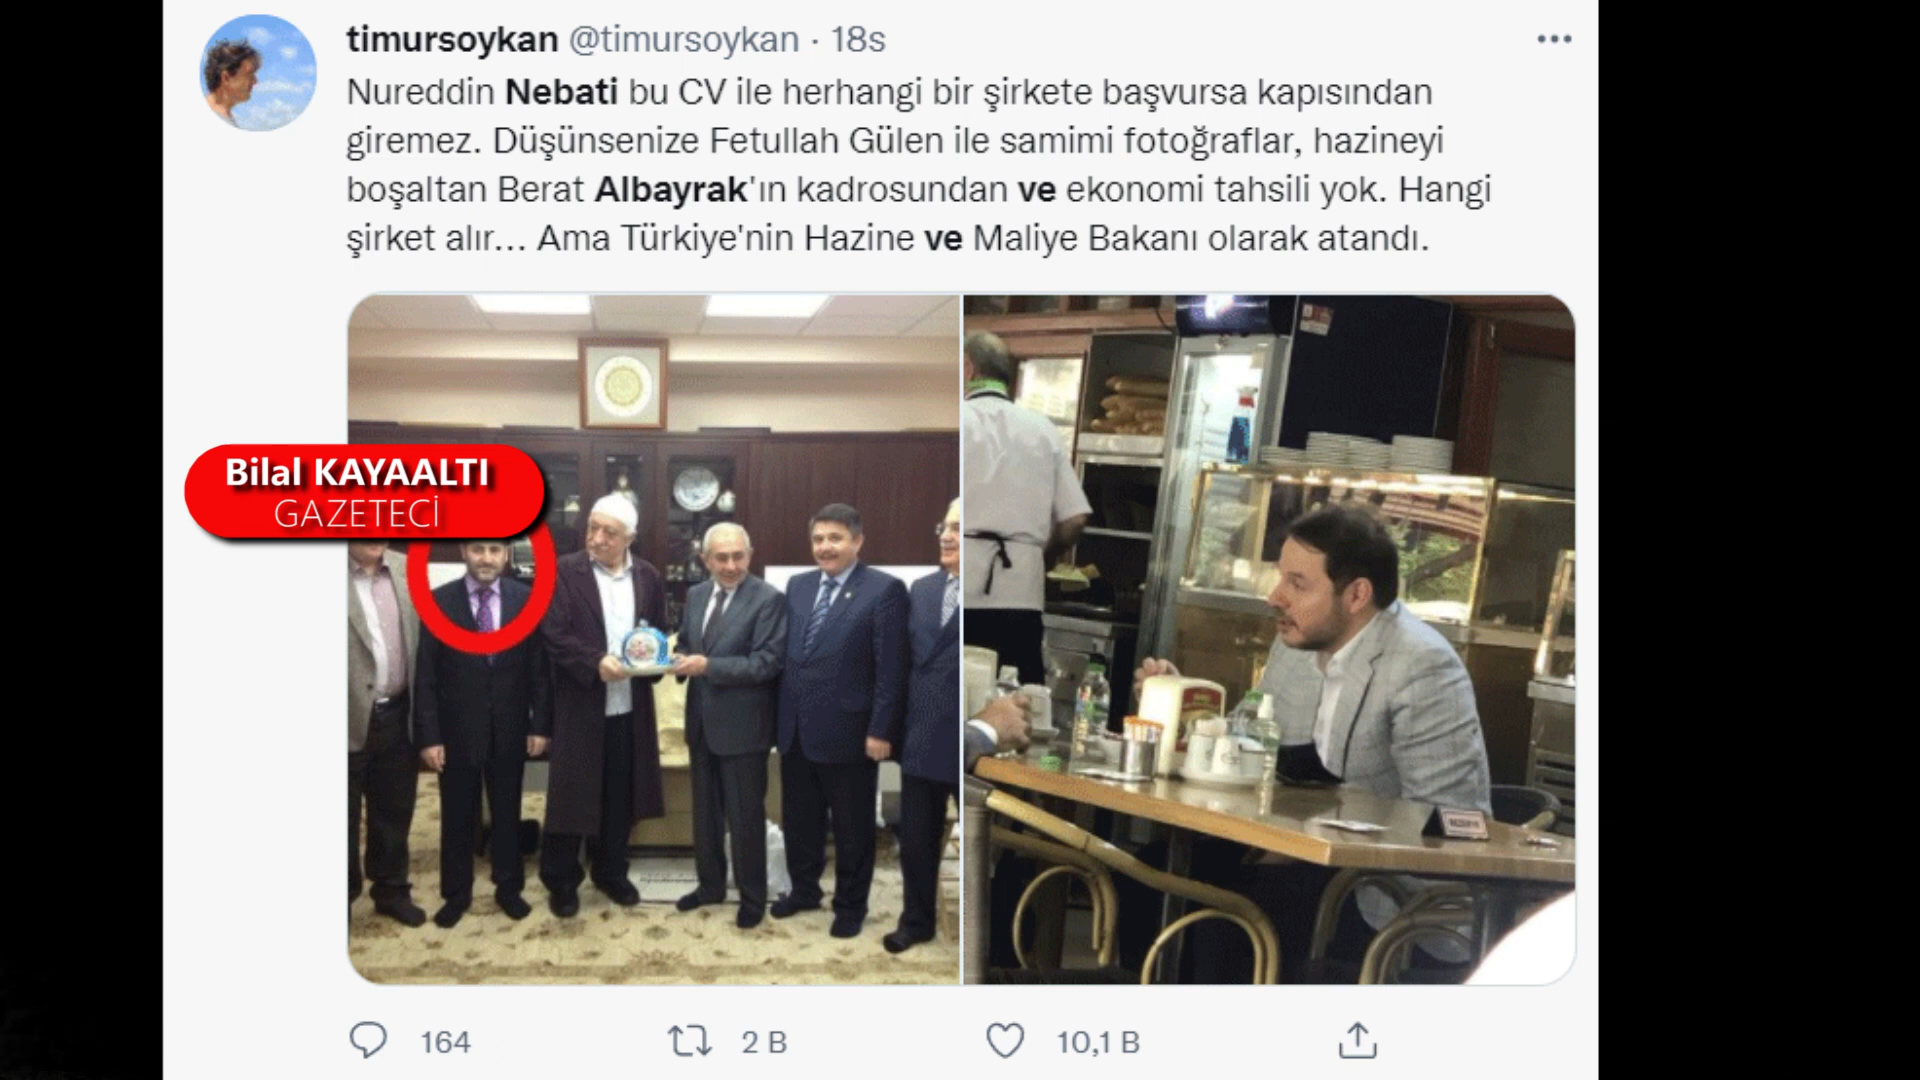 timursoykan @timursoykan · 18s
Nureddin Nebati bu CV ile herhangi bir şirkete başvursa kapısından
giremez. Düşünsenize Fetullah Gülen ile samimi fotoğraflar, hazineyi
boşaltan Berat Albayrak'ın kadrosundan ve ekonomi tahsili yok. Hangi
şirket alır... Ama Türkiye'nin Hazine ve Maliye Bakanı olarak atandı.
Bilal KAYAALTI
GAZETECİ
164 2 B 10,1 B